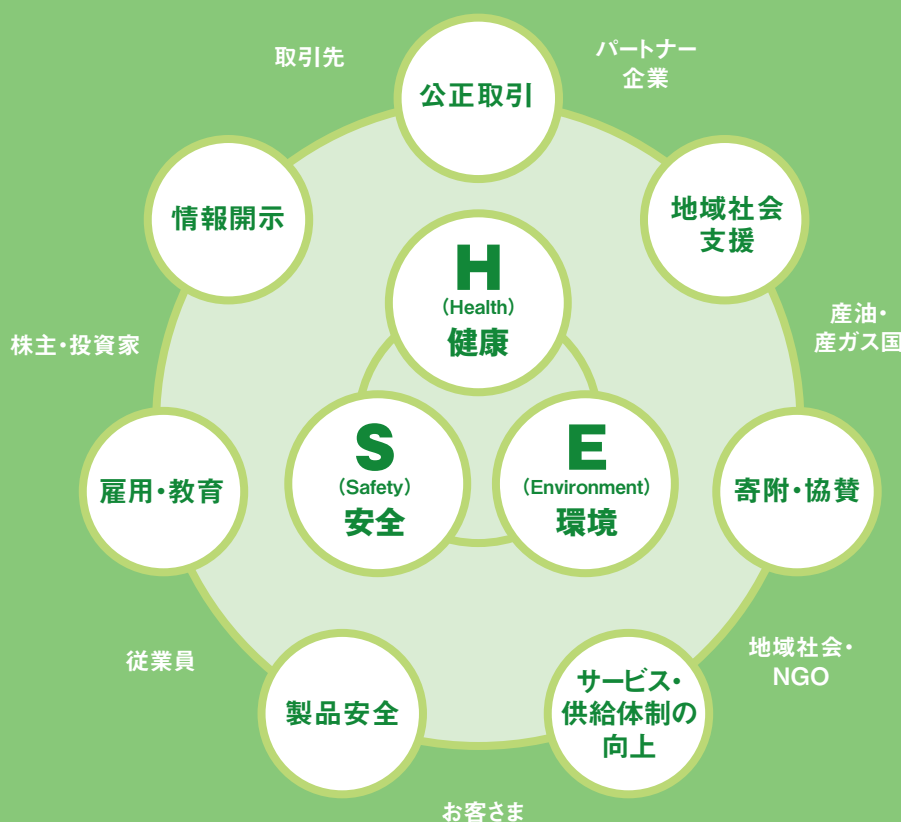 取引先
パートナー
企業
公正取引
情報開示
地域社会
支援
H
(Health)
健康
株主・投資家
産油・
産ガス国
S
(Safety)
安全
E
(Environment)
環境
雇用・教育
寄附・協賛
従業員
地域社会・
NGO
製品安全
サービス・
供給体制の
向上
お客さま